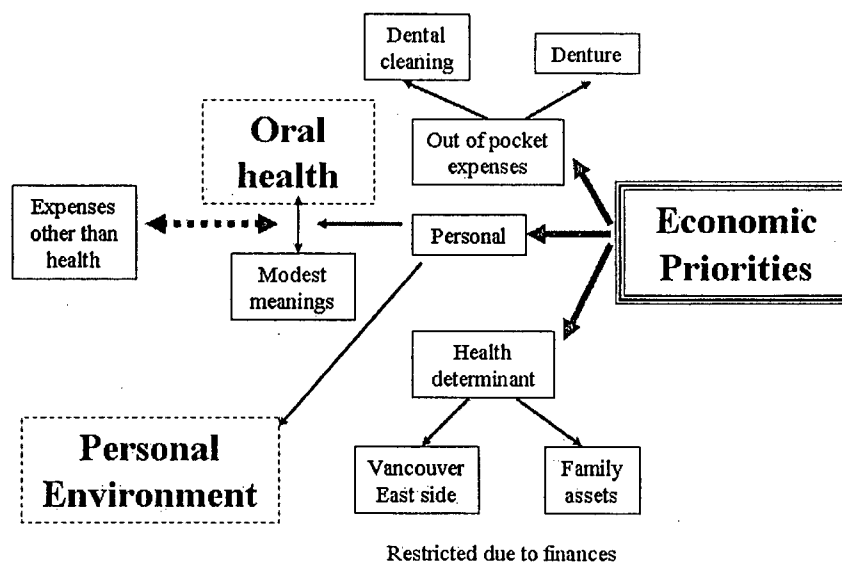 Dental
cleaning
Denture
Oral
health
Out of pocket
expenses
Expenses
other than
health
Personal
Economic
Priorities
Modest
meanings
Health
determinant
Personal
Environment
Vancouver
East side
Family
assets
Restricted due to finances